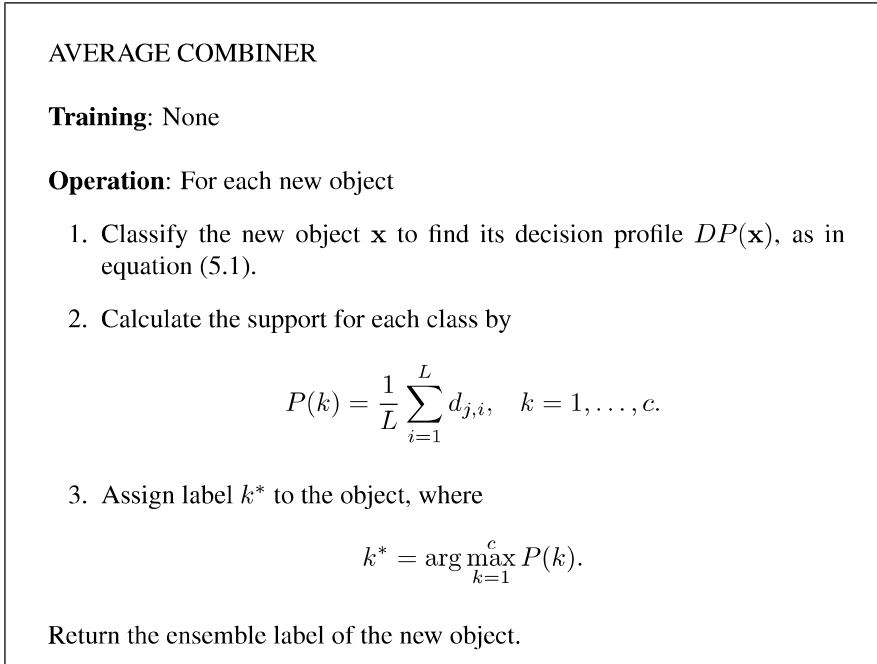 AVERAGE COMBINER
Training: None
Operation: For each new object
1. Classify the new object x to find its decision profile DP(x), as in
equation (5.1).
2. Calculate the support for each class by
P(k) = \frac{1}{L} \sum_{i=1}^{L} d_{j,i}, k = 1, . . . , c.
3. Assign label k* to the object, where
k* = arg \max_{k=1}^{c} P(k).
Return the ensemble label of the new object.